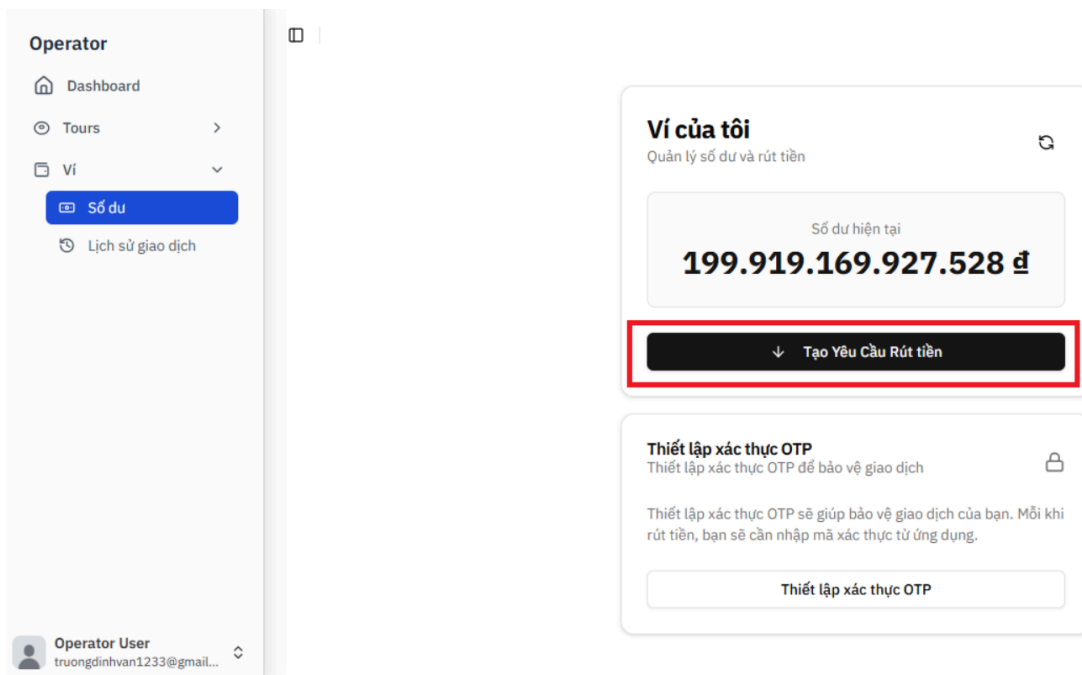 Operator
Dashboard
Tours
Ví
Số dư
Lịch sử giao dịch
Ví của tôi
Quản lý số dư và rút tiền
Số dư hiện tại
199.919.169.927.528 đ
Tạo Yêu Cầu Rút tiền
Thiết lập xác thực OTP
Thiết lập xác thực OTP để bảo vệ giao dịch
Thiết lập xác thực OTP sẽ giúp bảo vệ giao dịch của bạn. Mỗi khi
rút tiền, bạn sẽ cần nhập mã xác thực từ ứng dụng.
Thiết lập xác thực OTP
Operator User
truongdinhvan1233@gmail...